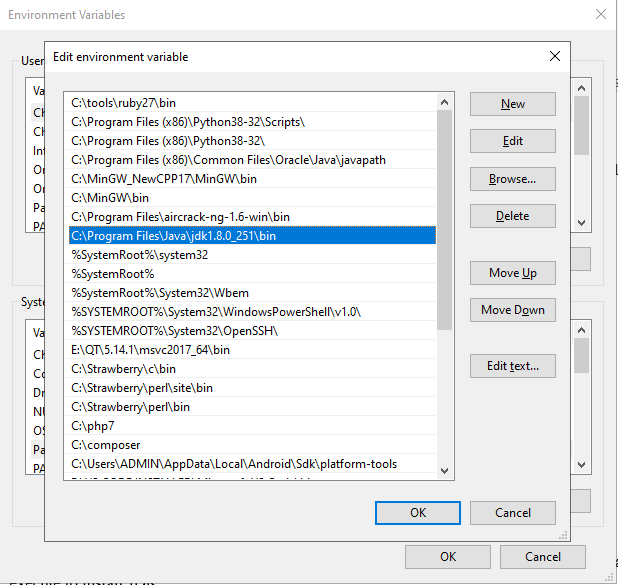 Environment Variables
Edit environment variable
User
Va
C:\tools\ruby27\bin
C:\Program Files (x86)\Python38-32\Scripts\
C:\Program Files (x86)\Python38-32\
C:\Program Files (x86)\Common Files\Oracle\Java\javapath
C:\MinGW_NewCPP17\MinGW\bin
C:\MinGW\bin
C:\Program Files\aircrack-ng-1.6-win\bin
C:\Program Files\Java\jdk1.8.0_251\bin
%SystemRoot%\system32
%SystemRoot%
%SystemRoot%\System32\Wbem
%SYSTEMROOT%\System32\WindowsPowerShell\v1.0\
%SYSTEMROOT%\System32\OpenSSH\
E:\QT\5.14.1\msvc2017_64\bin
C:\Strawberry\c\bin
C:\Strawberry\perl\site\bin
C:\Strawberry\perl\bin
C:\php7
C:\composer
C:\Users\ADMIN\AppData\Local\Android\Sdk\platform-tools
New
Edit
Browse...
Delete
Move Up
Move Down
Edit text...
Ch
Ch
Int
On
On
Pa
PA
Syste
Va
Ch
Co
Dr
NU
OS
Pa
PA
OK
Cancel
OK
Cancel